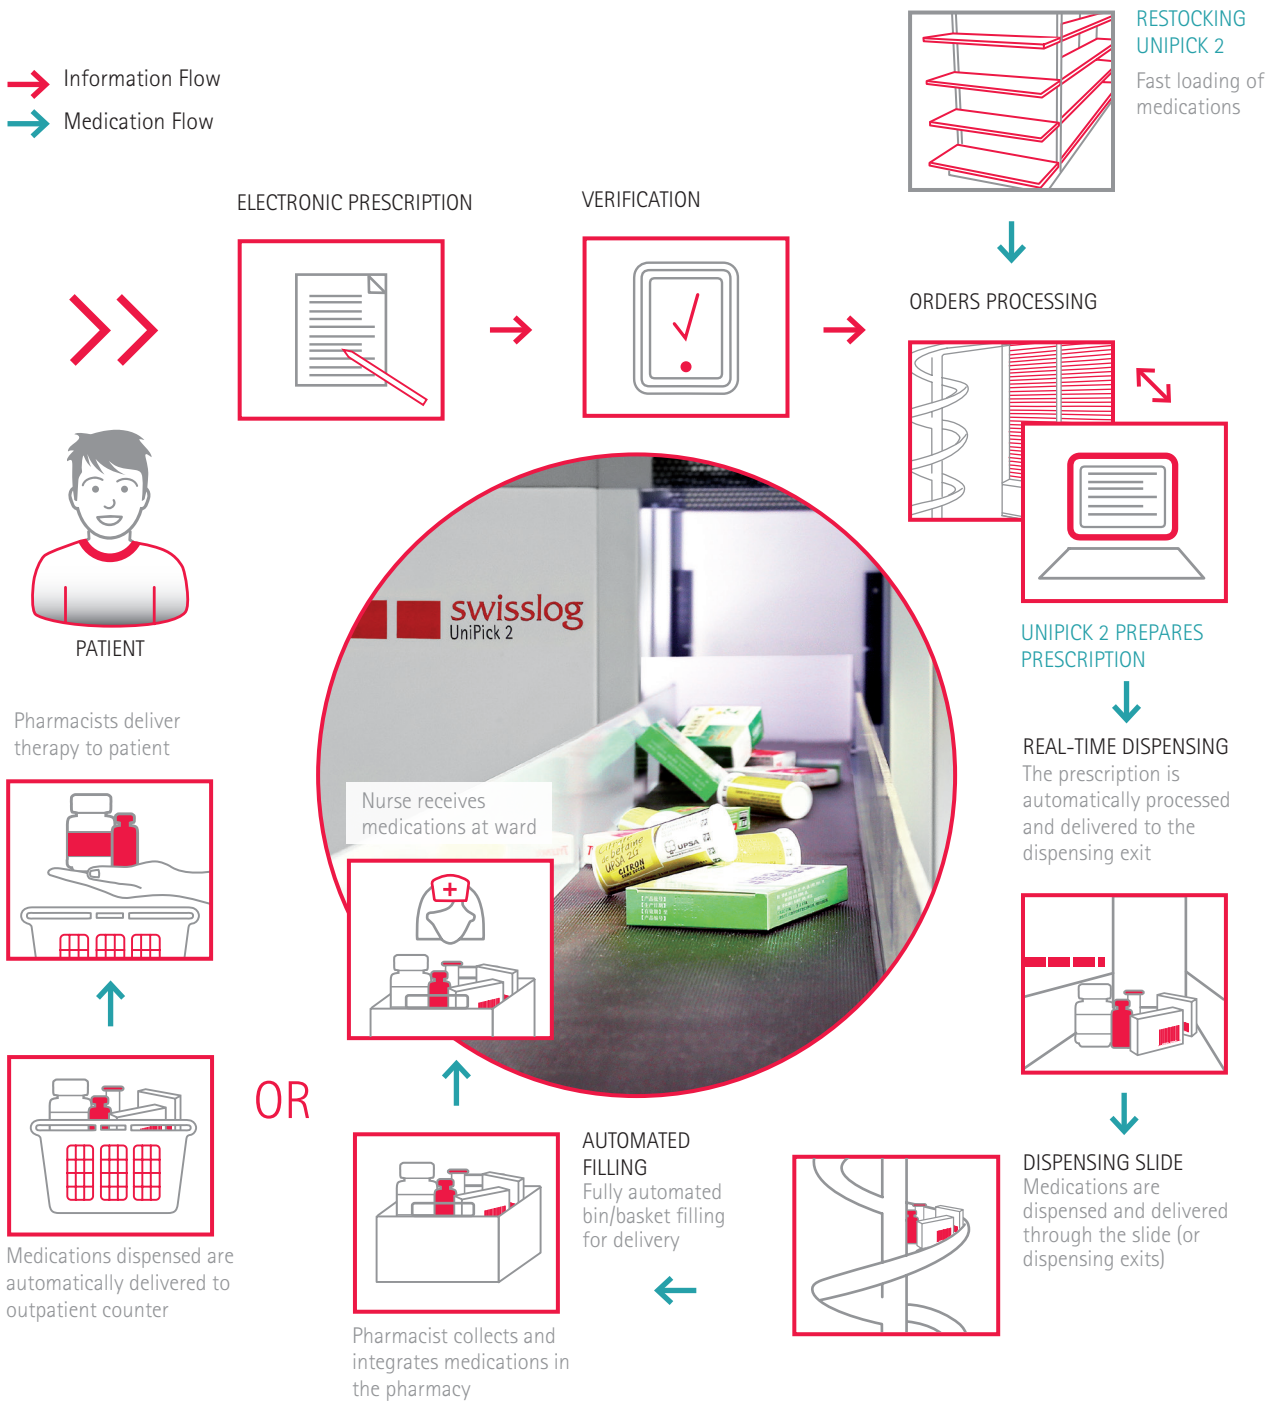 RESTOCKING
UNIPICK 2
Fast loading of
medications
Information Flow
Medication Flow
ELECTRONIC PRESCRIPTION
VERIFICATION
ORDERS PROCESSING
PATIENT
swisslog
UniPick 2
UNIPICK 2 PREPARES
PRESCRIPTION
REAL-TIME DISPENSING
The prescription is
automatically processed
and delivered to the
dispensing exit
Pharmacists deliver
therapy to patient
Nurse receives
medications at ward
UPSA 2G
CITRON
UPSA
OR
AUTOMATED
FILLING
Fully automated
bin/basket filling
for delivery
DISPENSING SLIDE
Medications are
dispensed and delivered
through the slide (or
dispensing exits)
Medications dispensed are
automatically delivered to
outpatient counter
Pharmacist collects and
integrates medications in
the pharmacy